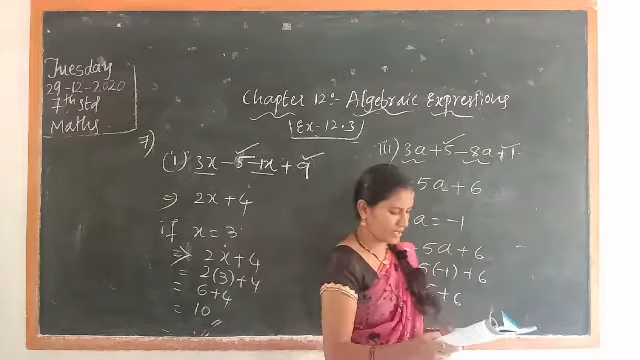 Tuesday
29-12-2020
7th Std
Maths
Chapter 12:- Algebraic Expressions
(Ex-12.3)
7)
(i) 3x - 5 - 1x + 9
⇒ 2x + 4
if x = 3
⇒ 2x + 4
= 2(3) + 4
= 6 + 4
= 10
iii) 3a + 5 - 8a + 1
5a + 6
a = -1
- 5a + 6
5(-1) + 6
+ 6